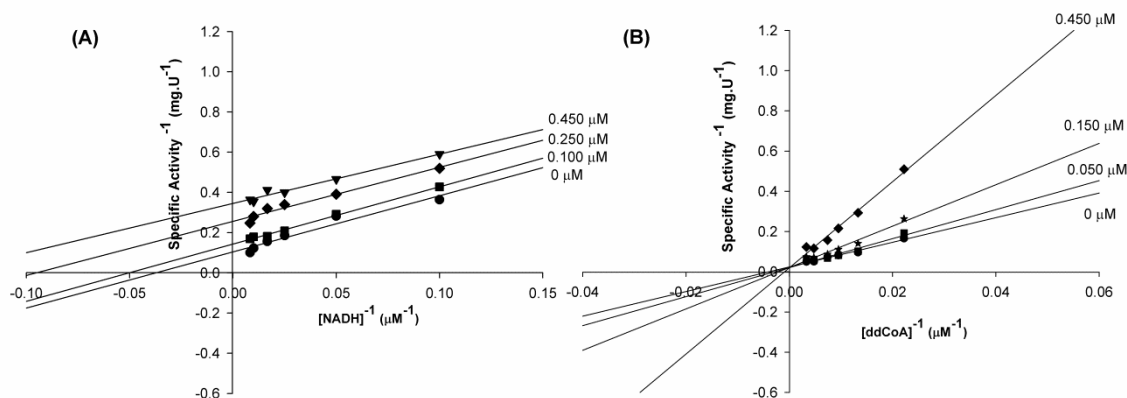 (A)
Specific Activity ⁻¹ (mg.U⁻¹)
1.2
1.0
0.8
0.6
0.4
0.2
0.0
-0.2
-0.4
-0.6
-0.10
-0.05
0.00
0.05
0.10
0.15
[NADH]⁻¹ (μM⁻¹)
0.450 μM
0.250 μM
0.100 μM
0 μM
(B)
Specific Activity ⁻¹ (mg.U⁻¹)
1.2
1.0
0.8
0.6
0.4
0.2
0.0
-0.2
-0.4
-0.6
-0.04
-0.02
0.00
0.02
0.04
0.06
[ddCoA]⁻¹ (μM⁻¹)
0.450 μM
0.150 μM
0.050 μM
0 μM